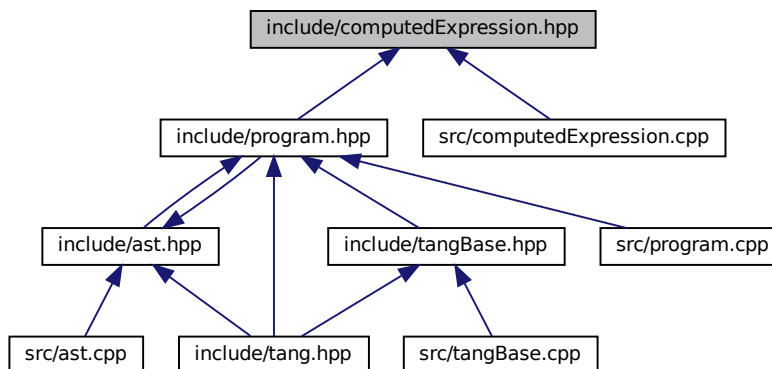 include/computedExpression.hpp
include/program.hpp
src/computedExpression.cpp
include/ast.hpp
include/tangBase.hpp
src/program.cpp
src/ast.cpp
include/tang.hpp
src/tangBase.cpp